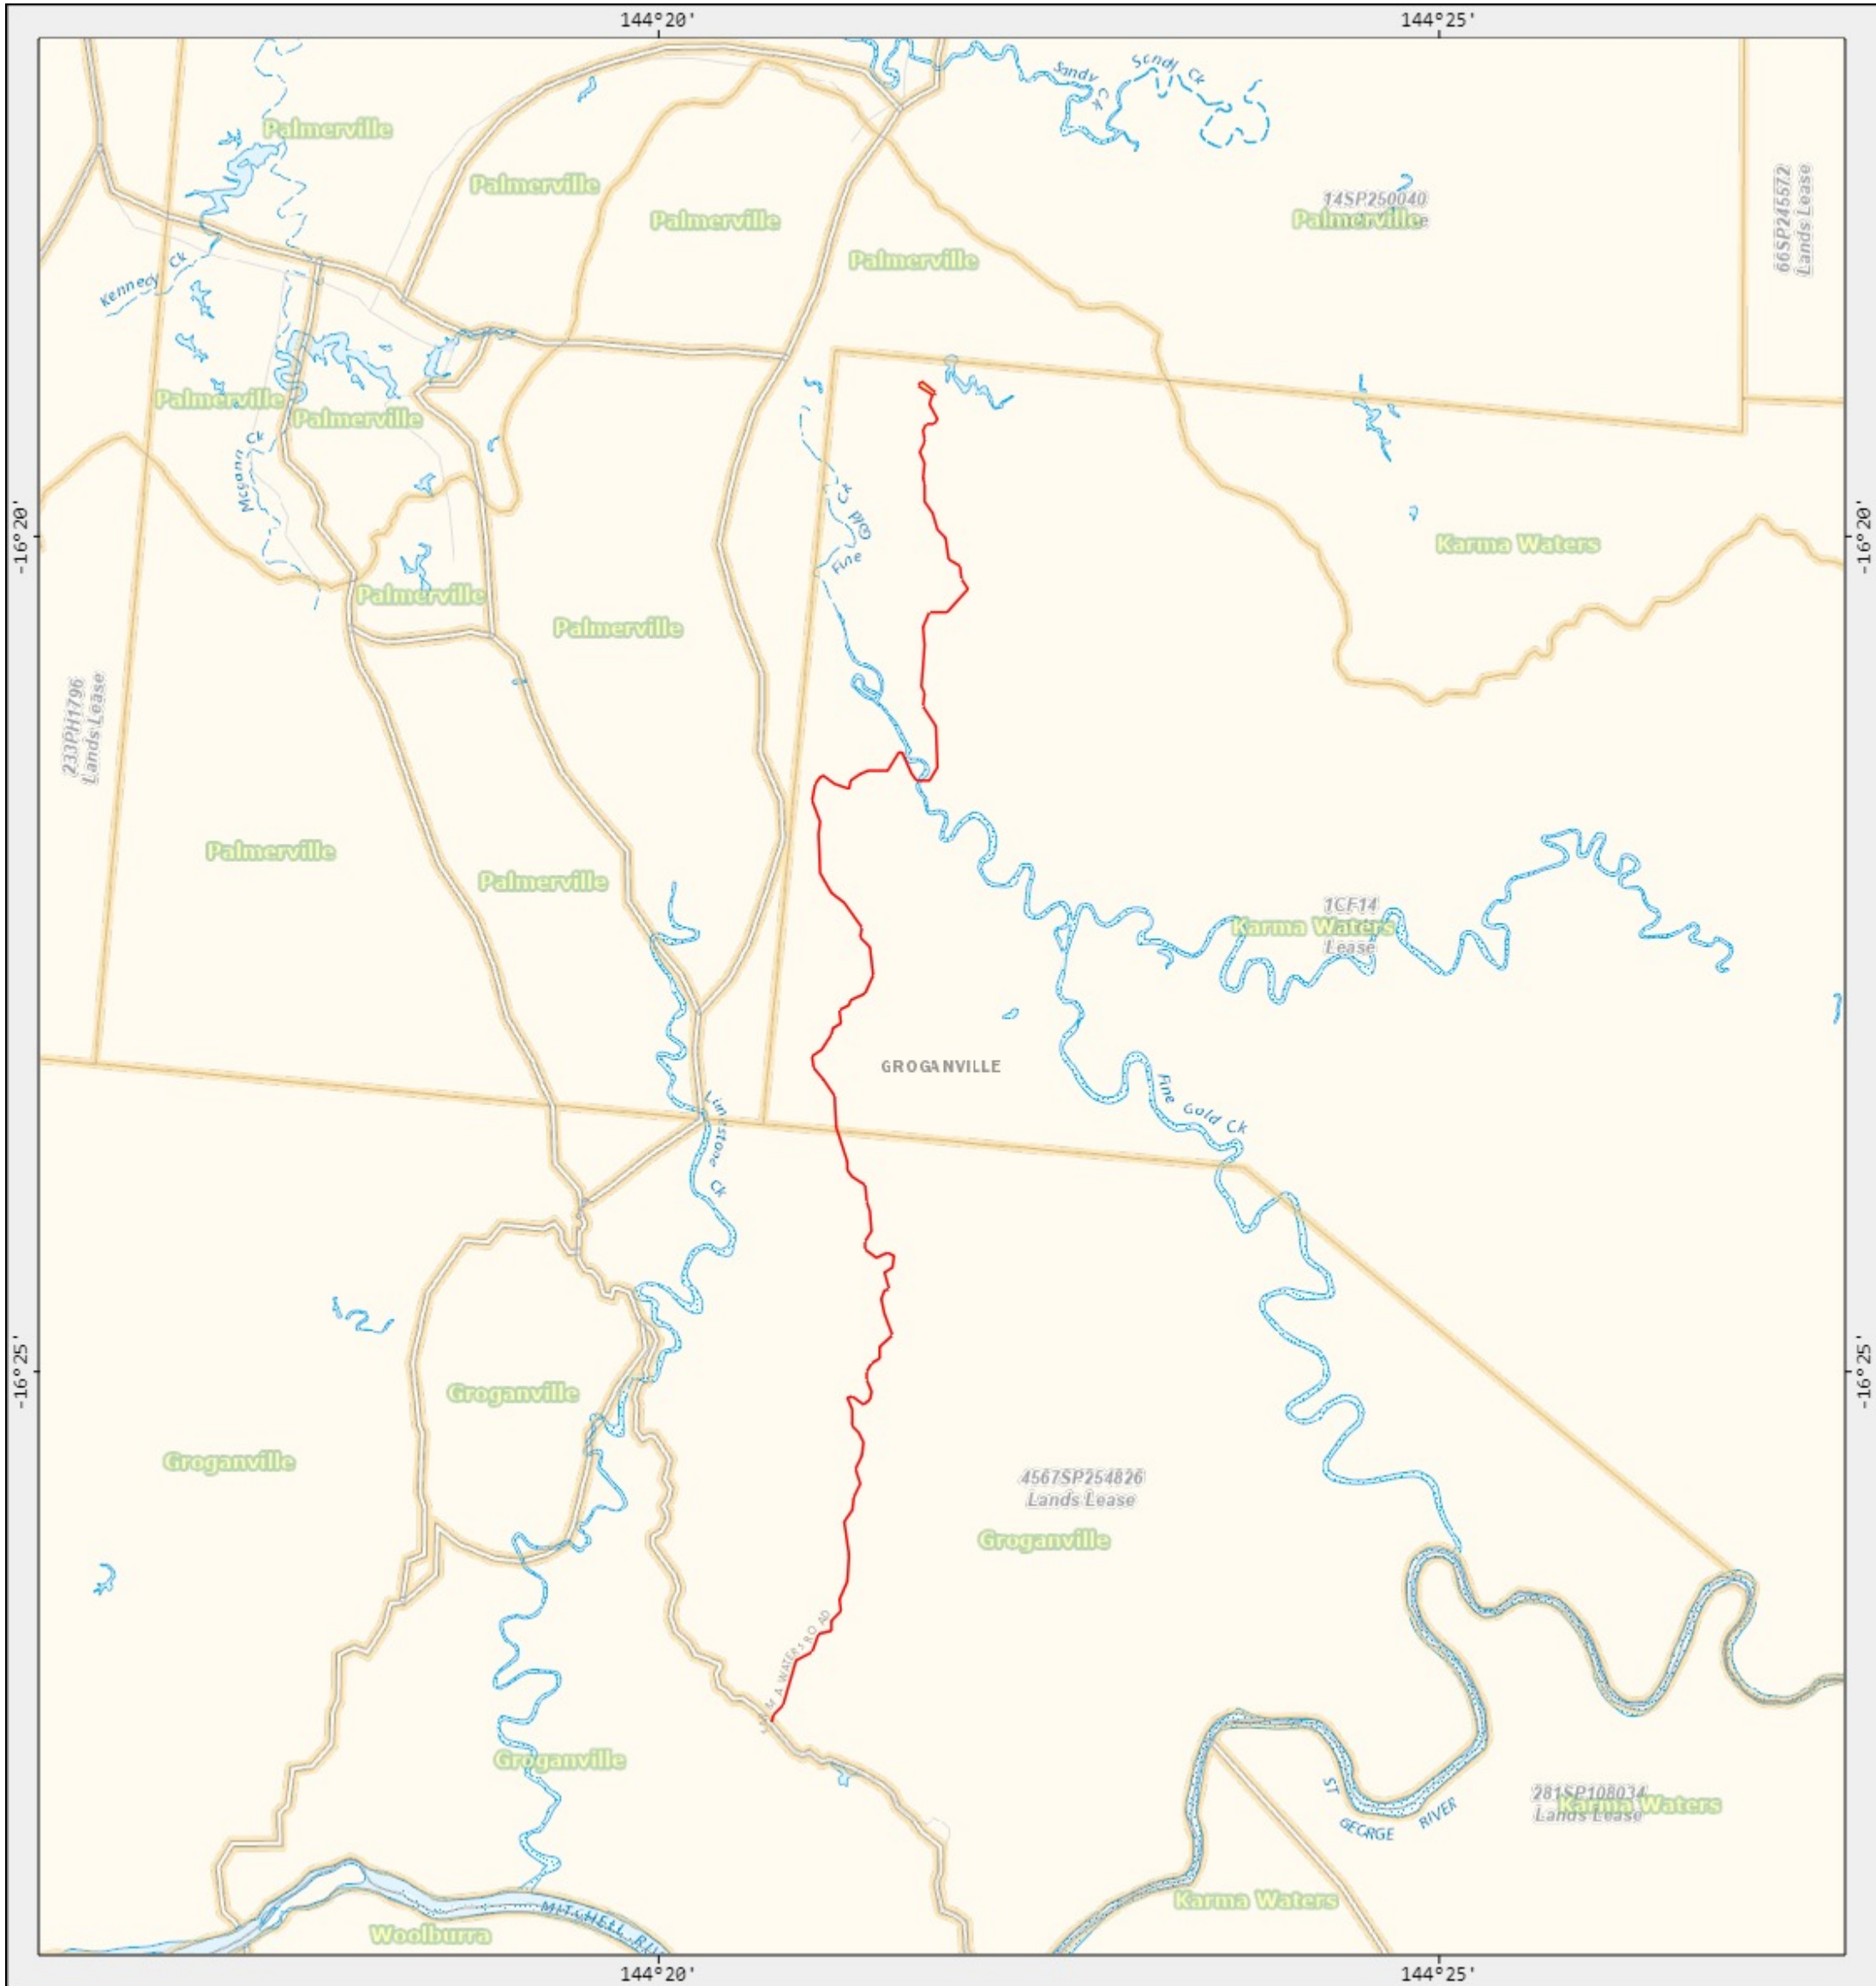 144°20'
144°25'
Sandy Ck
Sandy Ck
Palmerville
Palmerville
Palmerville
14SP250040
Palmerville
66SP245572
Lands Lease
Palmerville
Kennedy Ck
Palmerville
Palmerville
Mcgann Ck
-16°20'
-16°20'
Fine Gold Ck
Karma Waters
Palmerville
Palmerville
233PH1796
Lands Lease
Palmerville
Palmerville
1CF14
Karma Waters
Lease
GROGANVILLE
Fine Gold Ck
Limestone Ck
-16°25'
-16°25'
Groganville
Groganville
4567SP254826
Lands Lease
Groganville
WATERS ROAD
Groganville
281SP108034
Karma Waters
Lands Lease
ST GEORGE RIVER
Karma Waters
MITCHELL
Woolburra
144°20'
144°25'